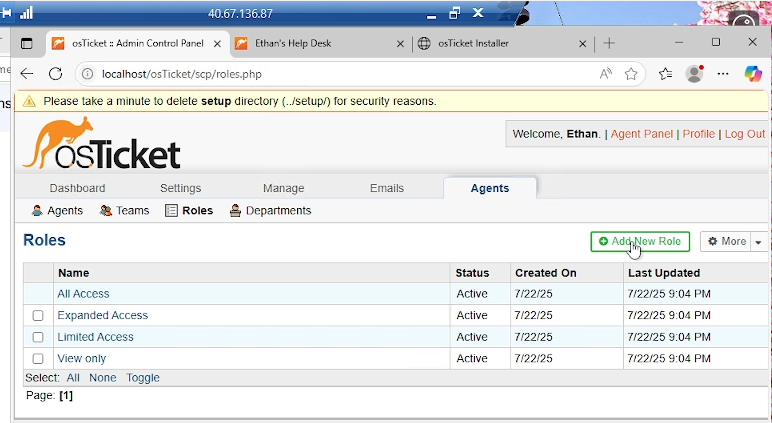 40.67.136.87
osTicket :: Admin Control Panel
Ethan's Help Desk
osTicket Installer
localhost/osTicket/scp/roles.php
Please take a minute to delete setup directory (../setup/) for security reasons.
osTicket
Welcome, Ethan. | Agent Panel | Profile | Log Out
Dashboard Settings Manage Emails Agents
Agents Teams Roles Departments
Roles
Add New Role More
Name Status Created On Last Updated
All Access Active 7/22/25 7/22/25 9:04 PM
Expanded Access Active 7/22/25 7/22/25 9:04 PM
Limited Access Active 7/22/25 7/22/25 9:04 PM
View only Active 7/22/25 7/22/25 9:04 PM
Select: All None Toggle
Page: [1]